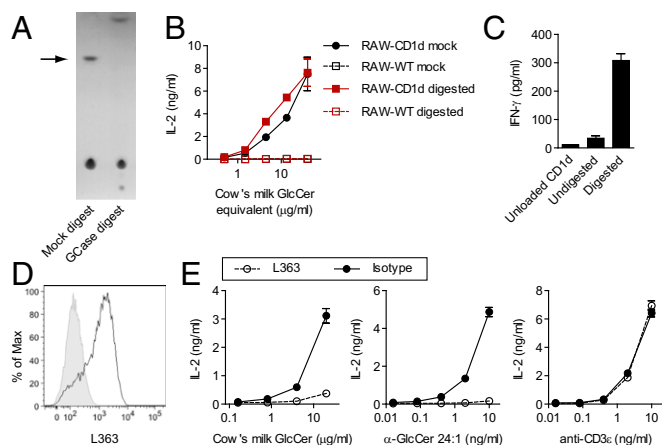 A
Mock digest
GCase digest
B
IL-2 (ng/ml)
10
8
6
4
2
0
1
10
Cow's milk GlcCer
equivalent (μg/ml)
RAW-CD1d mock
RAW-WT mock
RAW-CD1d digested
RAW-WT digested
C
IFN-γ (pg/ml)
400
300
200
100
0
Unloaded CD1d
Undigested
Digested
D
% of Max
100
80
60
40
20
0
0 10² 10³ 10⁴ 10⁵
L363
E
L363
Isotype
IL-2 (ng/ml)
4
3
2
1
0
0.1
1
10
Cow's milk GlcCer (μg/ml)
IL-2 (ng/ml)
6
4
2
0
0.01
0.1
1
10
α-GlcCer 24:1 (ng/ml)
IL-2 (ng/ml)
8
6
4
2
0
0.01
0.1
1
10
anti-CD3ε (ng/ml)